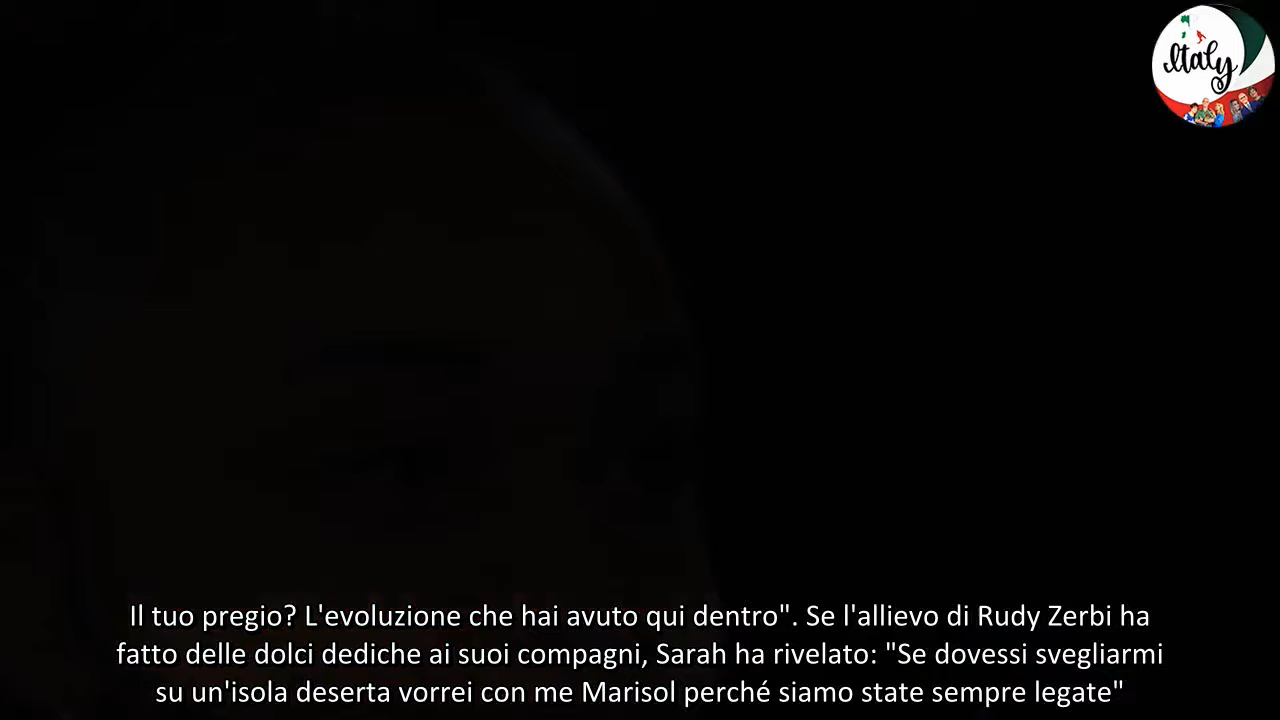 Italy
Il tuo pregio? L'evoluzione che hai avuto qui dentro". Se l'allievo di Rudy Zerbi ha
fatto delle dolci dediche ai suoi compagni, Sarah ha rivelato: "Se dovessi svegliarmi
su un'isola deserta vorrei con me Marisol perché siamo state sempre legate"